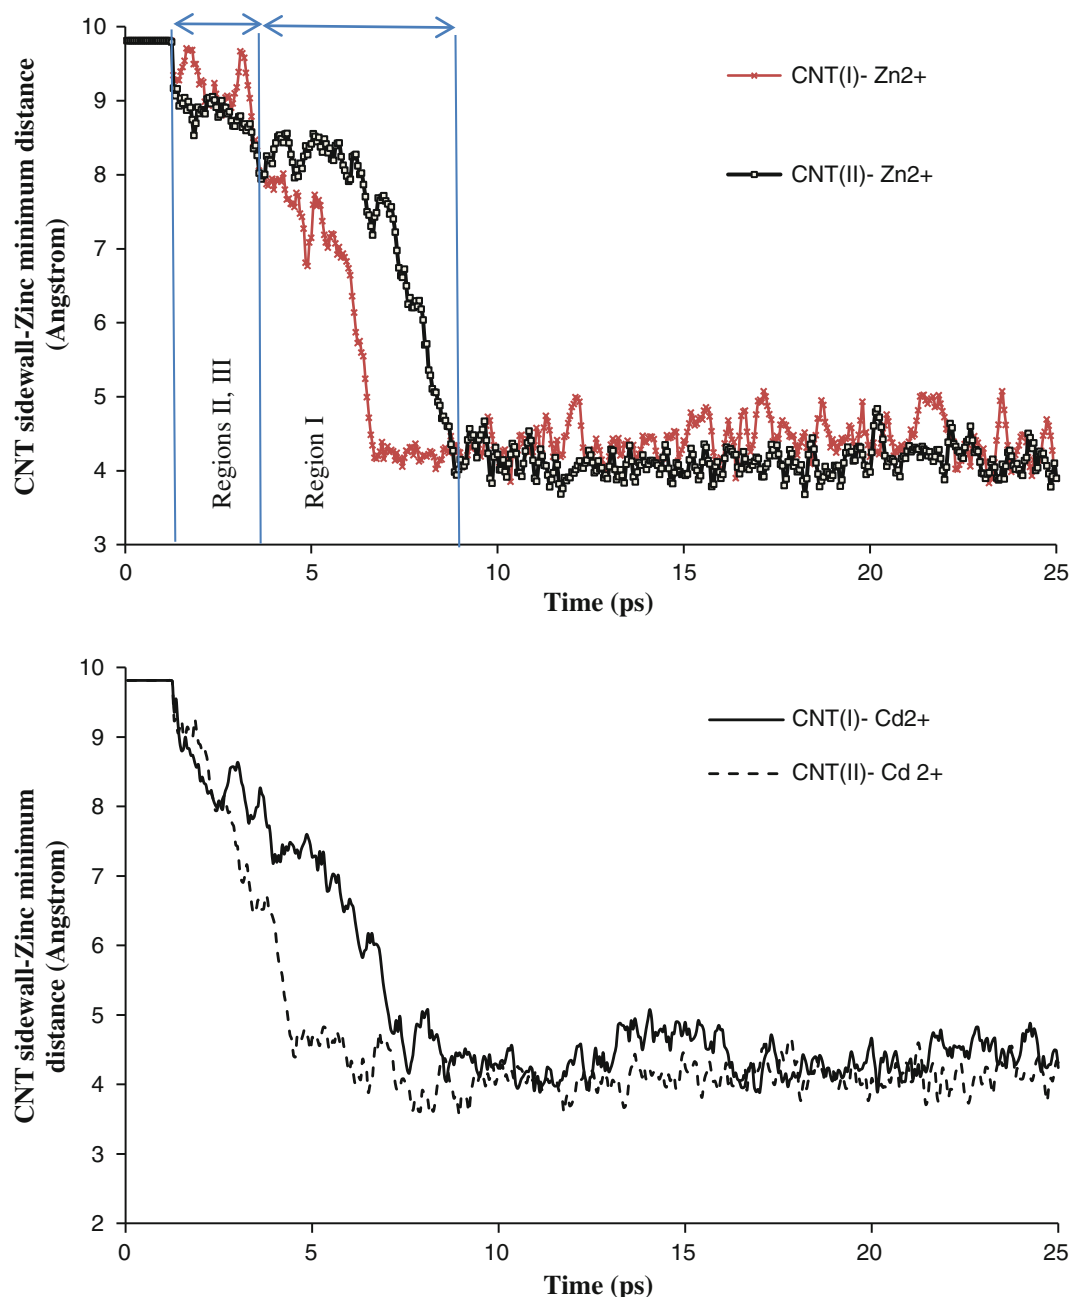 CNT sidewall-Zinc minimum distance
(Angstrom)
10
9
8
7
6
5
4
3
CNT(I)- Zn2+
CNT(II)- Zn2+
Regions II, III
Region I
0
5
10
15
20
25
Time (ps)
CNT sidewall-Zinc minimum
distance (Angstrom)
10
9
8
7
6
5
4
3
2
CNT(I)- Cd2+
CNT(II)- Cd 2+
0
5
10
15
20
25
Time (ps)